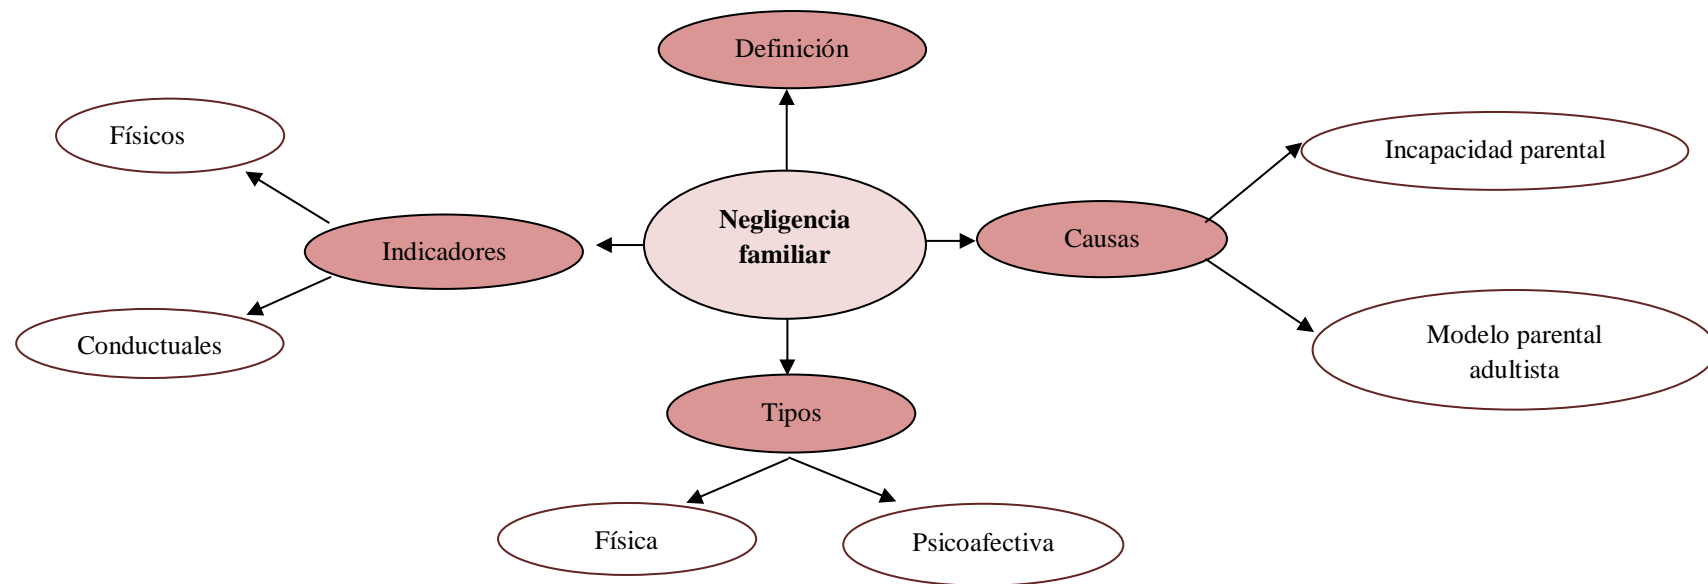 Definición
Físicos
Incapacidad parental
Negligencia
familiar
Indicadores
Causas
Conductuales
Modelo parental
adultista
Tipos
Física
Psicoafectiva